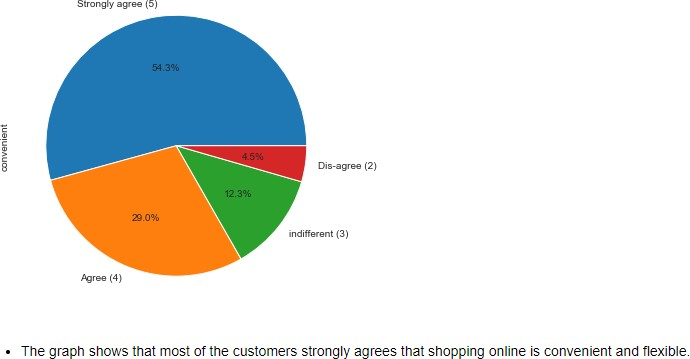 Strongly agree (5)
54.3%
convenient
4.5%
Dis-agree (2)
12.3%
29.0%
indifferent (3)
Agree (4)
• The graph shows that most of the customers strongly agrees that shopping online is convenient and flexible.